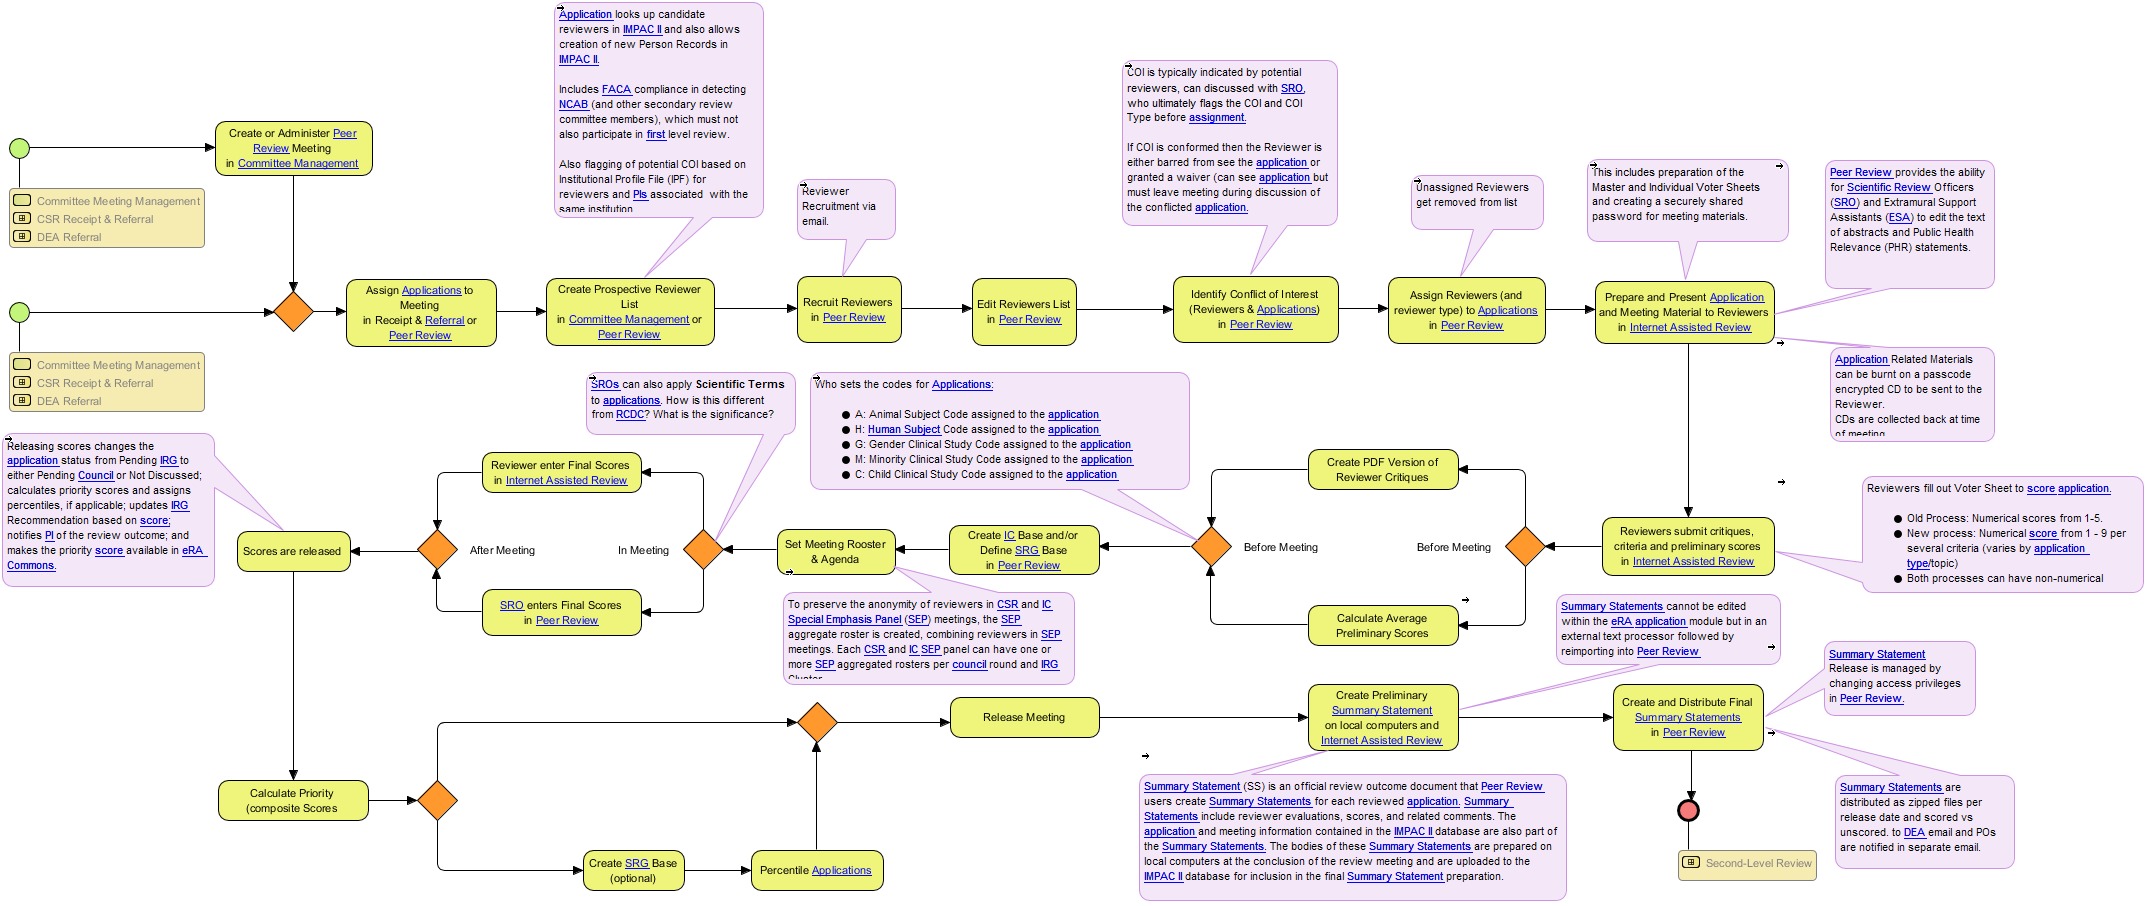 Application looks up candidate
reviewers in IMPAC II and also allows
creation of new Person Records in
IMPAC II.
Includes FACA compliance in detecting
NCAB (and other secondary review
committee members), which must not
also participate in first level review.
Also flagging of potential COI based on
Institutional Profile File (IPF) for
reviewers and PIs associated with the
same institution
COI is typically indicated by potential
reviewers, can discussed with SRO,
who ultimately flags the COI and COI
Type before assignment.
If COI is conformed then the Reviewer is
either barred from see the application or
granted a waiver (can see application but
must leave meeting during discussion of
the conflicted application.
Create or Administer Peer
Review Meeting
in Committee Management
Committee Meeting Management
CSR Receipt & Referral
DEA Referral
Reviewer
Recruitment via
email.
Unassigned Reviewers
get removed from list
This includes preparation of the
Master and Individual Voter Sheets
and creating a securely shared
password for meeting materials.
Peer Review provides the ability
for Scientific Review Officers
(SRO) and Extramural Support
Assistants (ESA) to edit the text
of abstracts and Public Health
Relevance (PHR) statements.
Assign Applications to
Meeting
in Receipt & Referral or
Peer Review
Create Prospective Reviewer
List
in Committee Management or
Peer Review
Recruit Reviewers
in Peer Review
Edit Reviewers List
in Peer Review
Identify Conflict of Interest
(Reviewers & Applications)
in Peer Review
Assign Reviewers (and
reviewer type) to Applications
in Peer Review
Prepare and Present Application
and Meeting Material to Reviewers
in Internet Assisted Review
Committee Meeting Management
CSR Receipt & Referral
DEA Referral
Application Related Materials
can be burnt on a passcode
encrypted CD to be sent to the
Reviewer.
CDs are collected back at time
of meeting
SROs can also apply Scientific Terms
to applications. How is this different
from RCDC? What is the significance?
Who sets the codes for Applications:
● A: Animal Subject Code assigned to the application
● H: Human Subject Code assigned to the application
● G: Gender Clinical Study Code assigned to the application
● M: Minority Clinical Study Code assigned to the application
● C: Child Clinical Study Code assigned to the application
Releasing scores changes the
application status from Pending IRG to
either Pending Council or Not Discussed;
calculates priority scores and assigns
percentiles, if applicable; updates IRG
Recommendation based on score;
notifies PI of the review outcome; and
makes the priority score available in eRA
Commons.
Reviewer enter Final Scores
in Internet Assisted Review
Create PDF Version of
Reviewer Critiques
Reviewers fill out Voter Sheet to score application.
● Old Process: Numerical scores from 1-5.
● New process: Numerical score from 1 - 9 per
several criteria (varies by application
type/topic)
● Both processes can have non-numerical
Scores are released
After Meeting
In Meeting
Set Meeting Rooster
& Agenda
Create IC Base and/or
Define SRG Base
in Peer Review
Before Meeting
Before Meeting
Reviewers submit critiques,
criteria and preliminary scores
in Internet Assisted Review
SRO enters Final Scores
in Peer Review
To preserve the anonymity of reviewers in CSR and IC
Special Emphasis Panel (SEP) meetings, the SEP
aggregate roster is created, combining reviewers in SEP
meetings. Each CSR and IC SEP panel can have one or
more SEP aggregated rosters per council round and IRG
Cluster
Calculate Average
Preliminary Scores
Summary Statements cannot be edited
within the eRA application module but in an
external text processor followed by
reimporting into Peer Review
Summary Statement
Release is managed by
changing access privileges
in Peer Review.
Release Meeting
Create Preliminary
Summary Statement
on local computers and
Internet Assisted Review
Create and Distribute Final
Summary Statements
in Peer Review
Calculate Priority
(composite Scores
Create SRG Base
(optional)
Percentile Applications
Summary Statement (SS) is an official review outcome document that Peer Review
users create Summary Statements for each reviewed application. Summary
Statements include reviewer evaluations, scores, and related comments. The
application and meeting information contained in the IMPAC II database are also part of
the Summary Statements. The bodies of these Summary Statements are prepared on
local computers at the conclusion of the review meeting and are uploaded to the
IMPAC II database for inclusion in the final Summary Statement preparation.
Summary Statements are
distributed as zipped files per
release date and scored vs
unscored. to DEA email and POs
are notified in separate email.
Second-Level Review